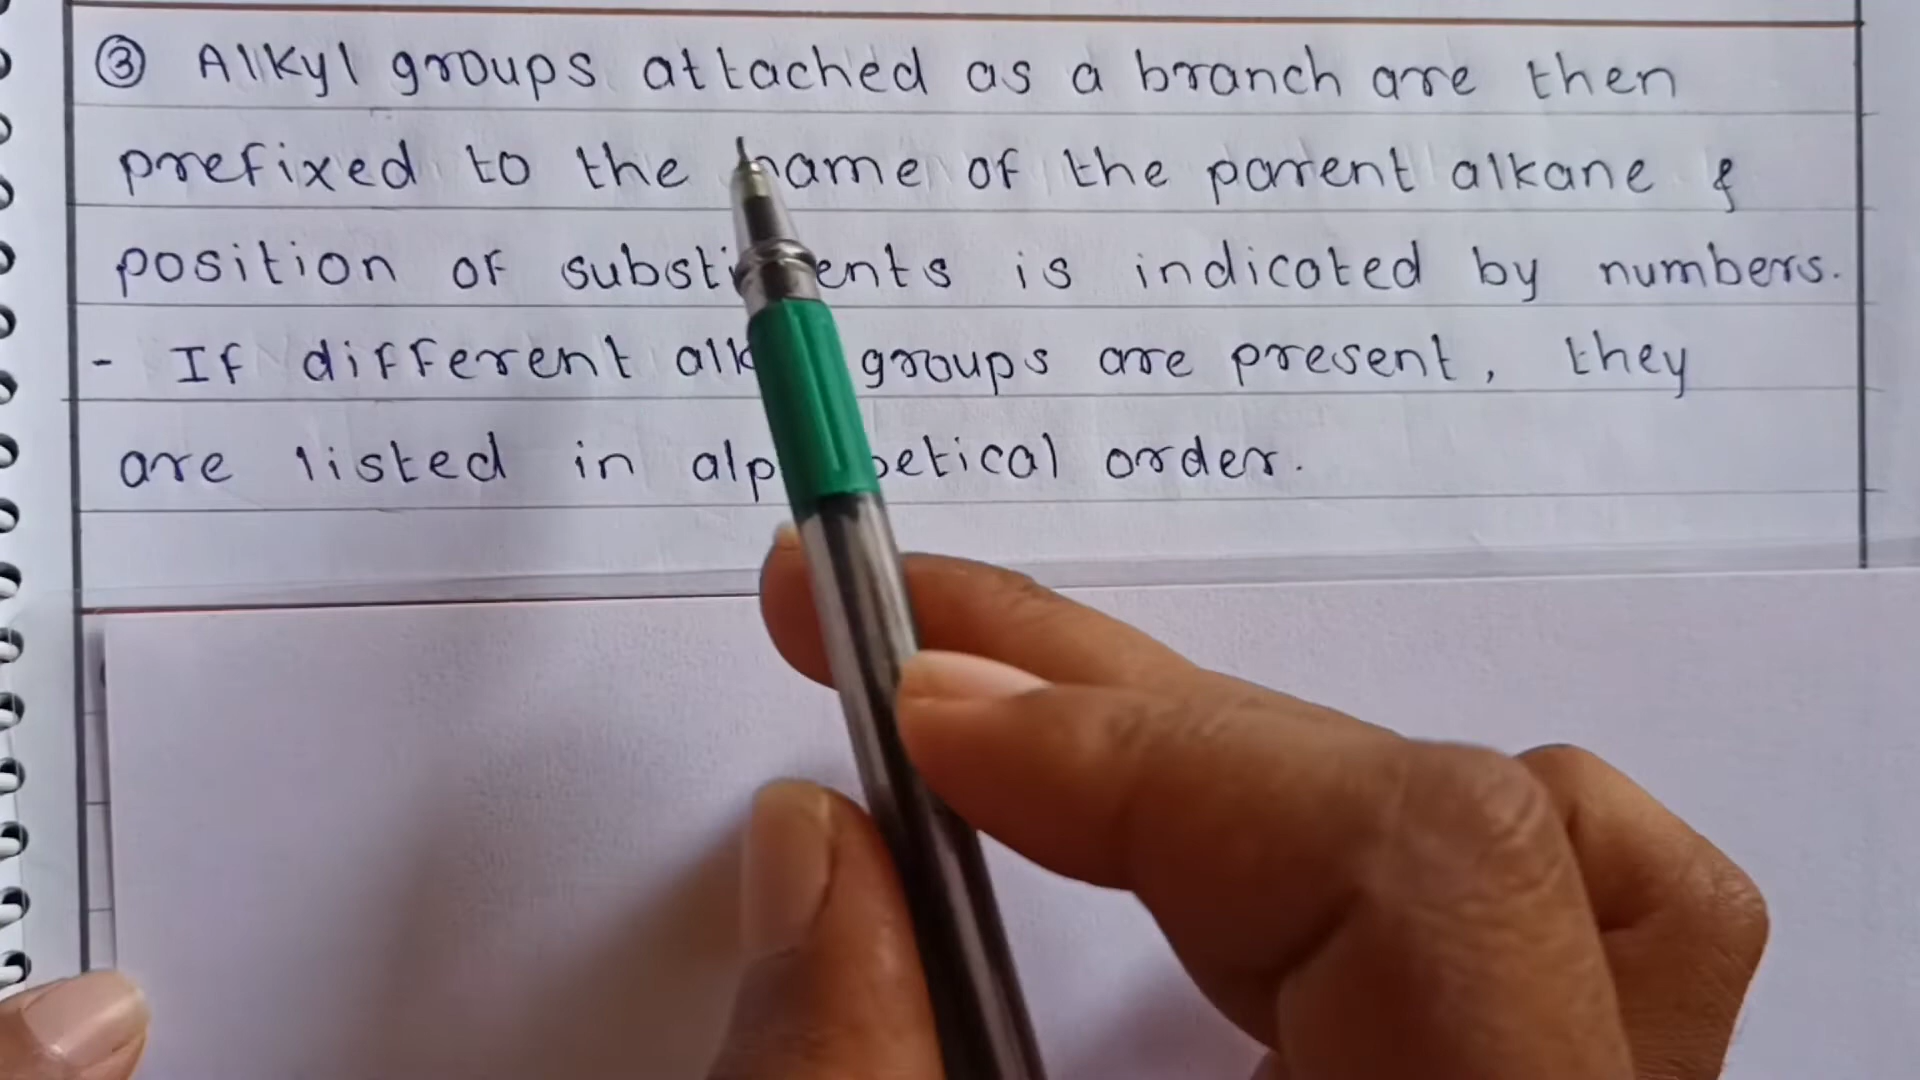 ③ Alkyl groups attached as a branch are then
prefixed to the name of the parent alkane &
position of is indicated by numbers.
- If different groups are present, they
are listed in order.